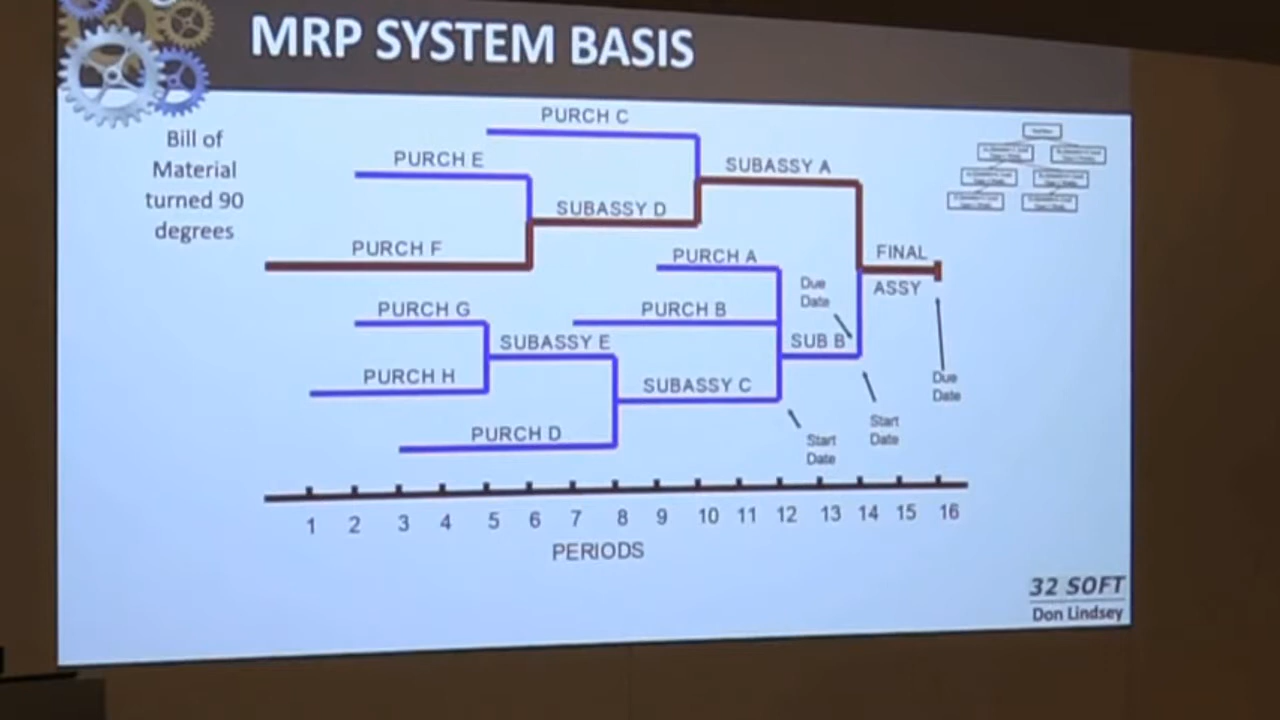 MRP SYSTEM BASIS
Bill of
Material
turned 90
degrees
PURCH C
PURCH E
SUBASSY A
SUBASSY D
PURCH F
PURCH A
FINAL
ASSY
Due
Date
PURCH G
PURCH B
SUBASSY E
SUB B
PURCH H
SUBASSY C
Due
Date
PURCH D
Start
Date
Start
Date
1 2 3 4 5 6 7 8 9 10 11 12 13 14 15 16
PERIODS
32 SOFT
Don Lindsey